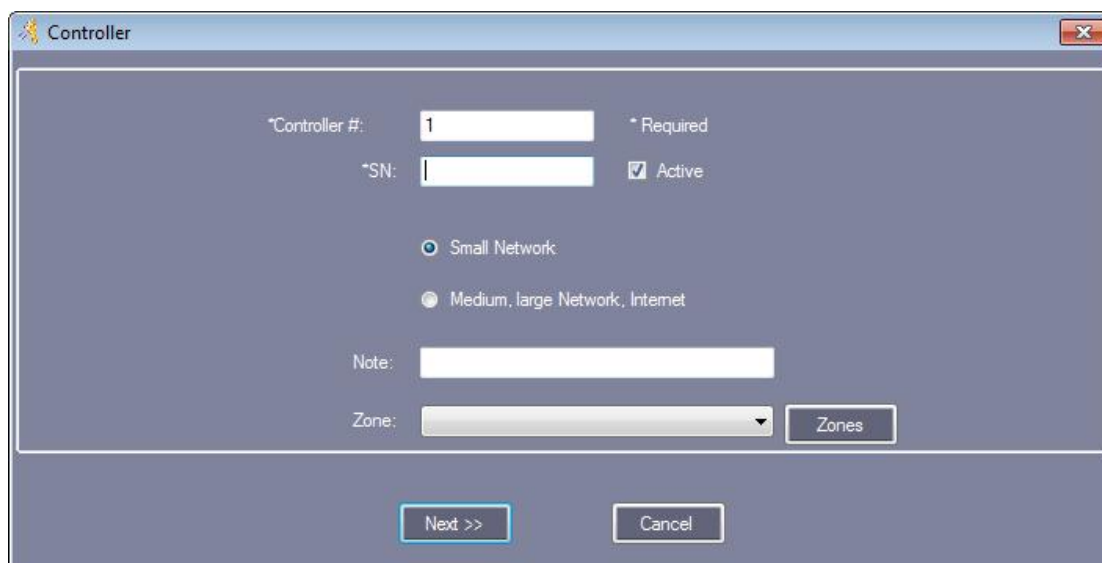 Controller
*Controller #: 1 * Required
*SN: Active
Small Network
Medium, large Network, Internet
Note:
Zone: Zones
Next >> Cancel